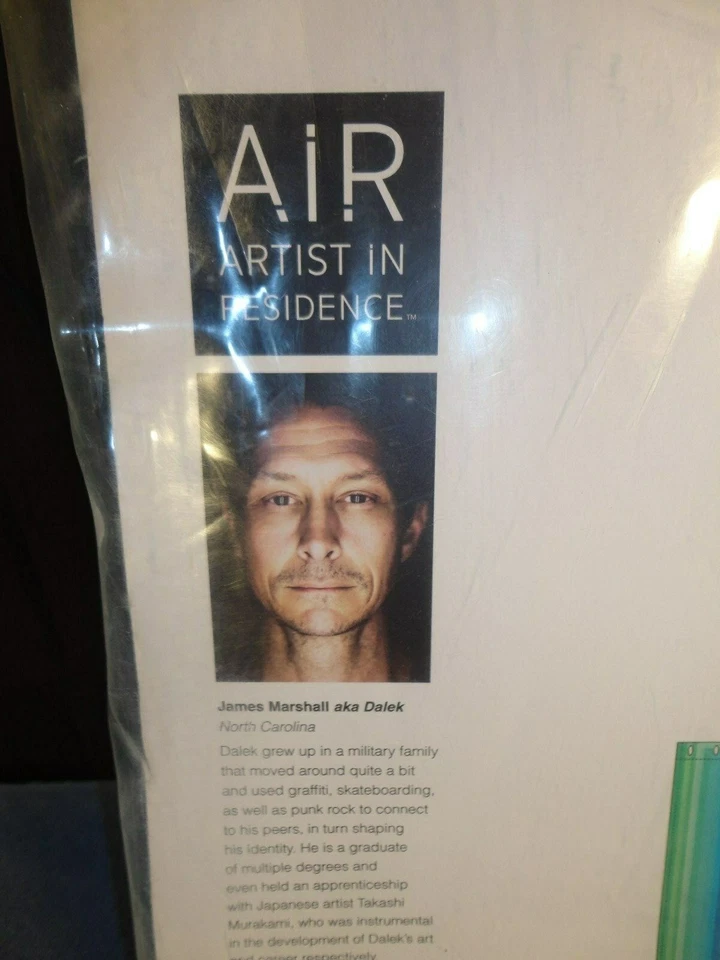 AiR
ARTIST iN
RESIDENCE™
James Marshall aka Dalek
North Carolina
Dalek grew up in a military family
that moved around quite a bit
and used graffiti, skateboarding,
as well as punk rock to connect
to his peers, in turn shaping
his identity. He is a graduate
of multiple degrees and
even held an apprenticeship
with Japanese artist Takashi
Murakami, who was instrumental
in the development of Dalek's art
and career respectively.